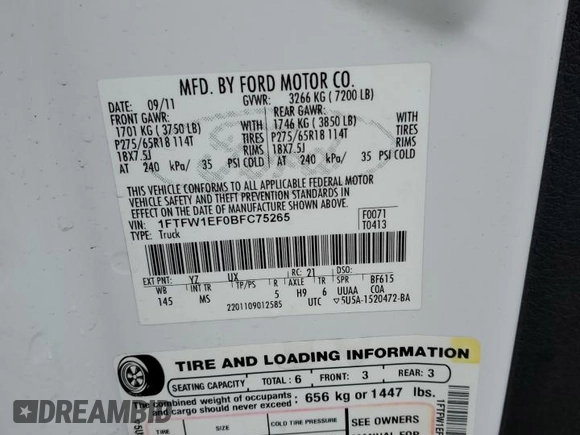 MFD. BY FORD MOTOR CO.
DATE: 09/11 GVWR: 3266 KG ( 7200 LB)
FRONT GAWR: REAR GAWR:
1701 KG ( 3750 LB) WITH 1746 KG ( 3850 LB) WITH
P275/65R18 114T TIRES P275/65R18 114T TIRES
18X7.5J RIMS 18X7.5J RIMS
AT 240 kPa/ 35 PSI COLD AT 240 kPa/ 35 PSI COLD
THIS VEHICLE CONFORMS TO ALL APPLICABLE FEDERAL MOTOR
VEHICLE SAFETY AND THEFT PREVENTION STANDARDS IN
EFFECT ON THE DATE OF MANUFACTURE SHOWN ABOVE.
VIN: 1FTFW1EF0BFC75265 F0071
TYPE: Truck T0413
EXT PNT: YZ UX RC: 21 DSO:
WB INT TR TP/PS R AXLE TR SPR BF615
145 MS 5 H9 6 UUAA COA
2201109012585 UTC 5U5A-1520472-BA
TIRE AND LOADING INFORMATION
SEATING CAPACITY TOTAL: 6 FRONT: 3 REAR: 3
The combined weight of occupants
and cargo should never exceed: 656 kg or 1447 lbs.
TIRE SIZE COLD TIRE PRESSURE SEE OWNERS
MANUAL FOR
DREAMBID